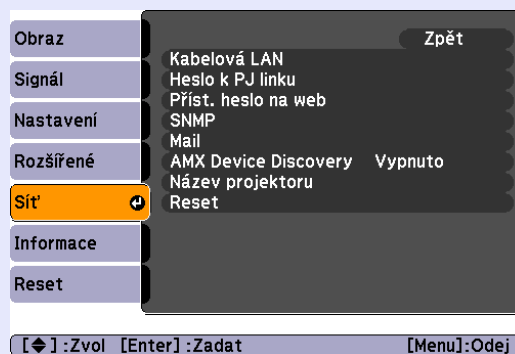 Obraz
Signál
Nastavení
Rozšířené
Síť
Informace
Reset
Zpět
Kabelová LAN
Heslo k PJ linku
Příst. heslo na web
SNMP
Mail
AMX Device Discovery Vypnuto
Název projektoru
Reset
[◆] :Zvol [Enter] :Zadat [Menu]:Odej